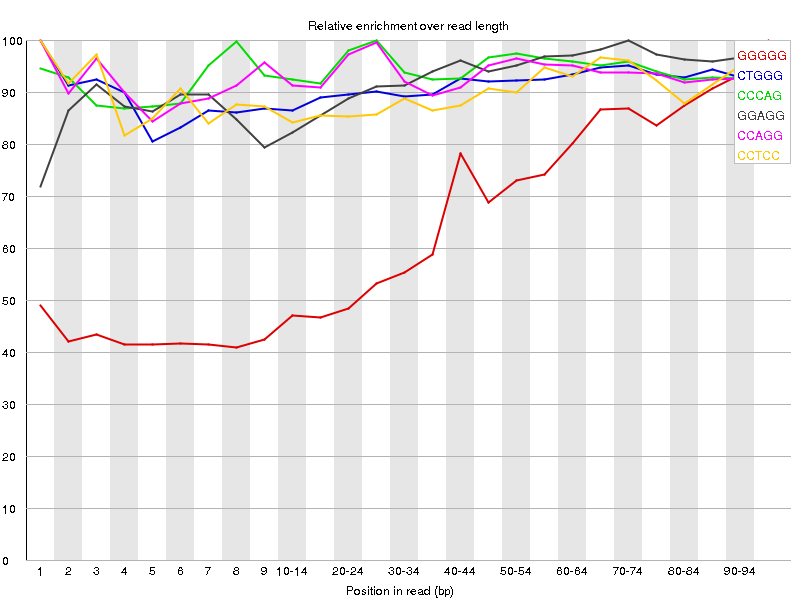 Relative enrichment over read length
100
90
80
70
60
50
40
30
20
10
0
GGGGG
CTGGG
CCCAG
GGAGG
CCAGG
CCTCC
1 2 3 4 5 6 7 8 9 10-14 20-24 30-34 40-44 50-54 60-64 70-74 80-84 90-94
Position in read (bp)